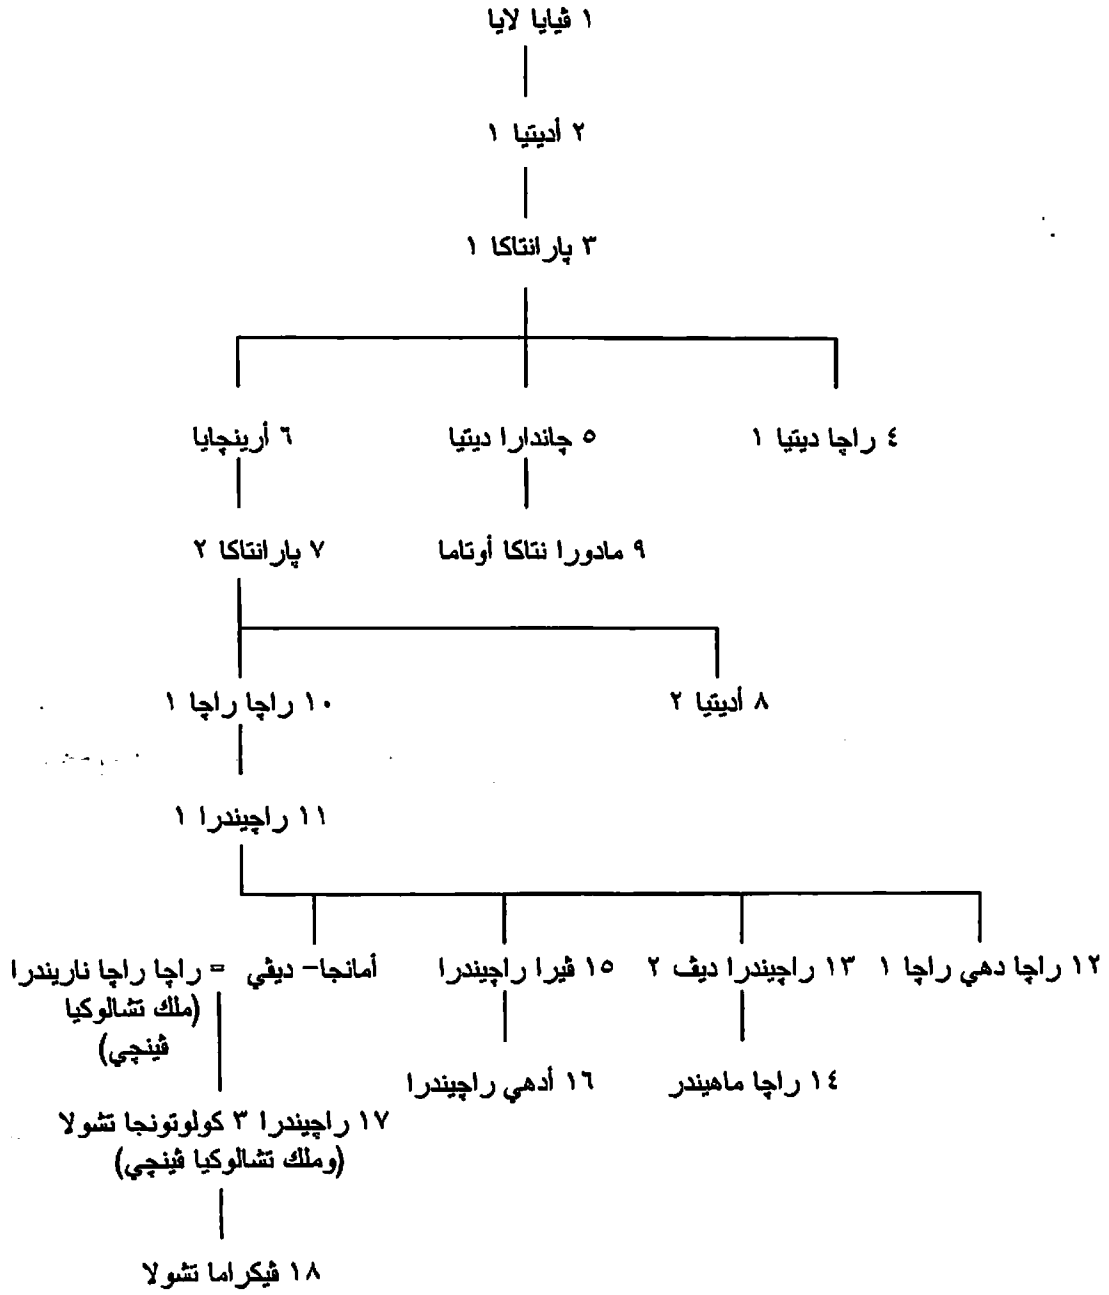 ١ ڤيايا لايا
٢ أديتيا ١
٣ پارانتاكا ١
٤ راچا ديتيا ١
٥ چاندارا ديتيا
٦ أرينچايا
٩ مادورا نتاكا أوتاما
٧ پارانتاكا ٢
٨ أديتيا ٢
١٠ راچا راچا ١
١١ راچيندرا ١
١٢ راچا دهي راچا ١
١٣ راچيندرا ديڤ ٢
١٥ ڤيرا راچيندرا
أمانجا- ديڤي = راچا راچا ناريندرا
(ملك تشالوكيا
ڤينچي)
١٤ راچا ماهيندر
١٦ أدهي راچيندرا
١٧ راچيندرا ٣ كولوتونجا تشولا
(وملك تشالوكيا ڤينچي)
١٨ ڤيكراما تشولا